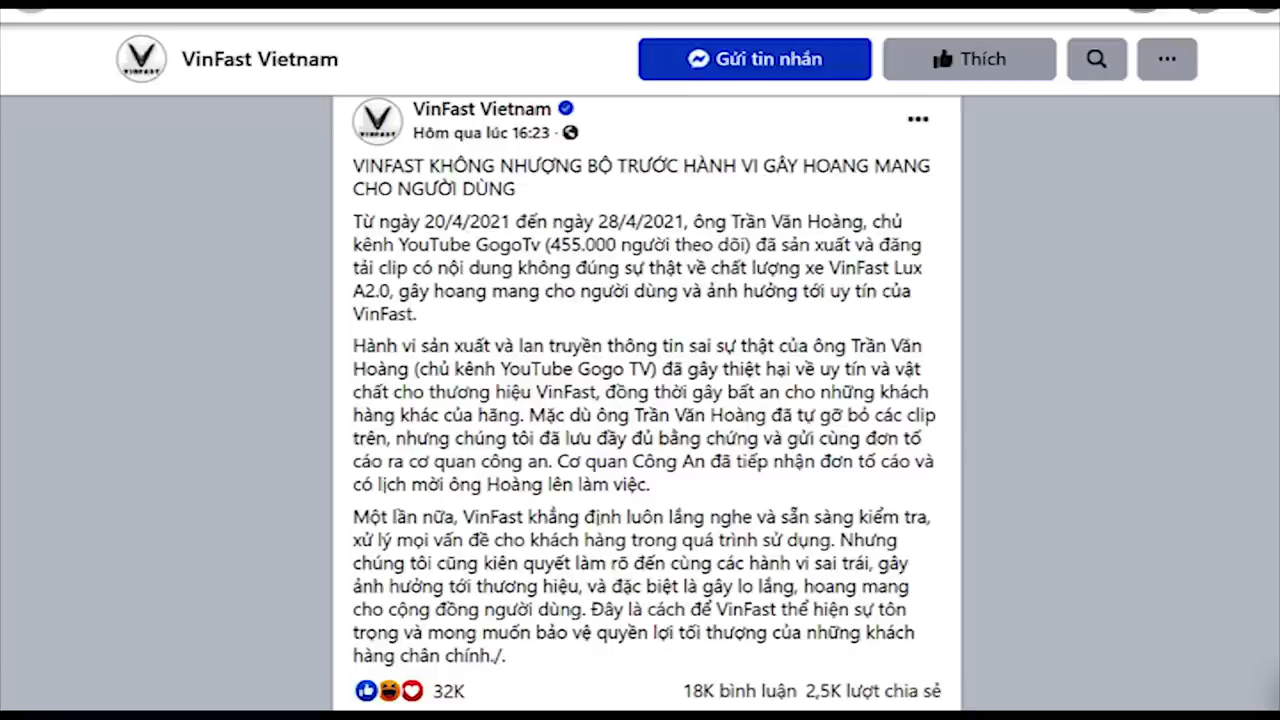 VINFAST
VinFast Vietnam
Gửi tin nhắn
Thích
VINFAST
VinFast Vietnam
Hôm qua lúc 16:23 ·
VINFAST KHÔNG NHƯỢNG BỘ TRƯỚC HÀNH VI GÂY HOANG MANG
CHO NGƯỜI DÙNG
Từ ngày 20/4/2021 đến ngày 28/4/2021, ông Trần Văn Hoàng, chủ
kênh YouTube GogoTv (455.000 người theo dõi) đã sản xuất và đăng
tải clip có nội dung không đúng sự thật về chất lượng xe VinFast Lux
A2.0, gây hoang mang cho người dùng và ảnh hưởng tới uy tín của
VinFast.
Hành vi sản xuất và lan truyền thông tin sai sự thật của ông Trần Văn
Hoàng (chủ kênh YouTube Gogo TV) đã gây thiệt hại về uy tín và vật
chất cho thương hiệu VinFast, đồng thời gây bất an cho những khách
hàng khác của hãng. Mặc dù ông Trần Văn Hoàng đã tự gỡ bỏ các clip
trên, nhưng chúng tôi đã lưu đầy đủ bằng chứng và gửi cùng đơn tố
cáo ra cơ quan công an. Cơ quan Công An đã tiếp nhận đơn tố cáo và
có lịch mời ông Hoàng lên làm việc.
Một lần nữa, VinFast khẳng định luôn lắng nghe và sẵn sàng kiểm tra,
xử lý mọi vấn đề cho khách hàng trong quá trình sử dụng. Nhưng
chúng tôi cũng kiên quyết làm rõ đến cùng các hành vi sai trái, gây
ảnh hưởng tới thương hiệu, và đặc biệt là gây lo lắng, hoang mang
cho cộng đồng người dùng. Đây là cách để VinFast thể hiện sự tôn
trọng và mong muốn bảo vệ quyền lợi tối thượng của những khách
hàng chân chính./.
32K
18K bình luận 2,5K lượt chia sẻ